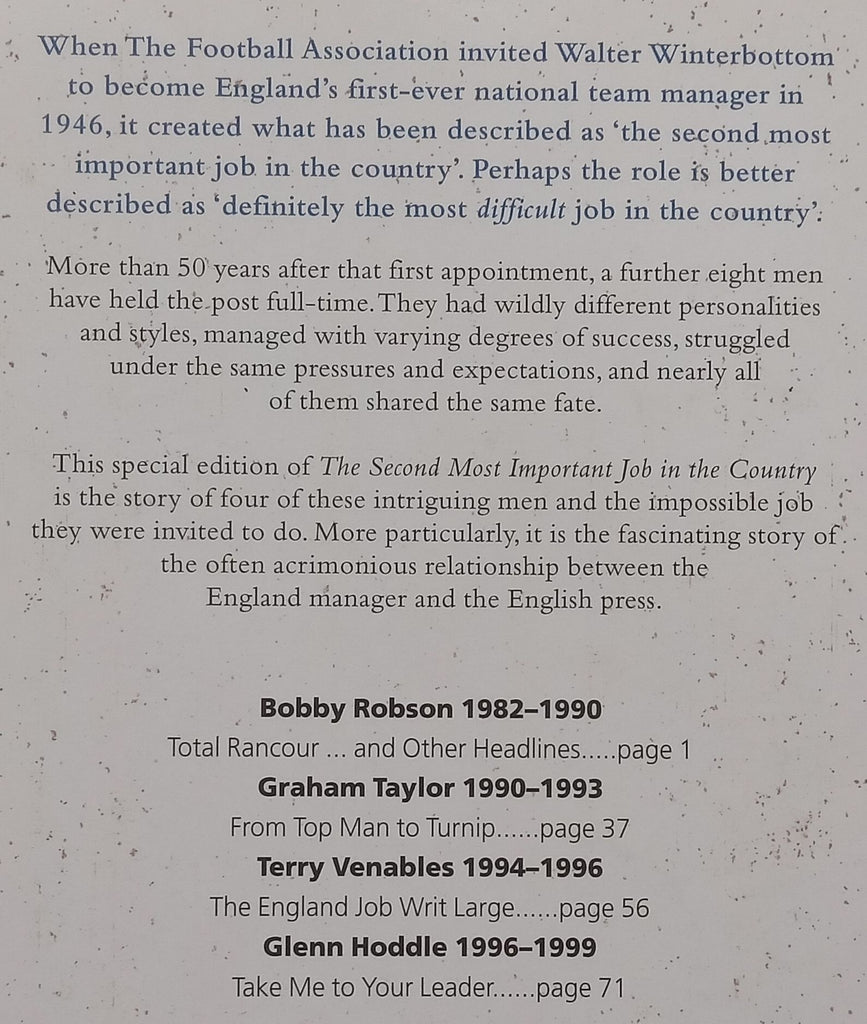 When The Football Association invited Walter Winterbottom
to become England's first-ever national team manager in
1946, it created what has been described as 'the second most
important job in the country'. Perhaps the role is better
described as 'definitely the most difficult job in the country'.
More than 50 years after that first appointment, a further eight men
have held the post full-time. They had wildly different personalities
and styles, managed with varying degrees of success, struggled
under the same pressures and expectations, and nearly all
of them shared the same fate.
This special edition of The Second Most Important Job in the Country
is the story of four of these intriguing men and the impossible job
they were invited to do. More particularly, it is the fascinating story of
the often acrimonious relationship between the
England manager and the English press.
Bobby Robson 1982–1990
Total Rancour ... and Other Headlines.....page 1
Graham Taylor 1990–1993
From Top Man to Turnip......page 37
Terry Venables 1994–1996
The England Job Writ Large......page 56
Glenn Hoddle 1996–1999
Take Me to Your Leader......page 71